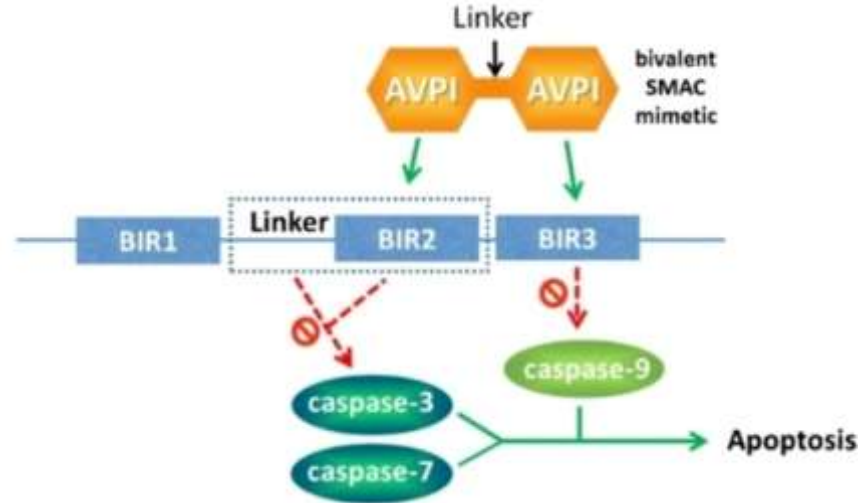 Linker
AVPI
AVPI
bivalent
SMAC
mimetic
Linker
BIR1
BIR2
BIR3
caspase-9
caspase-3
caspase-7
Apoptosis